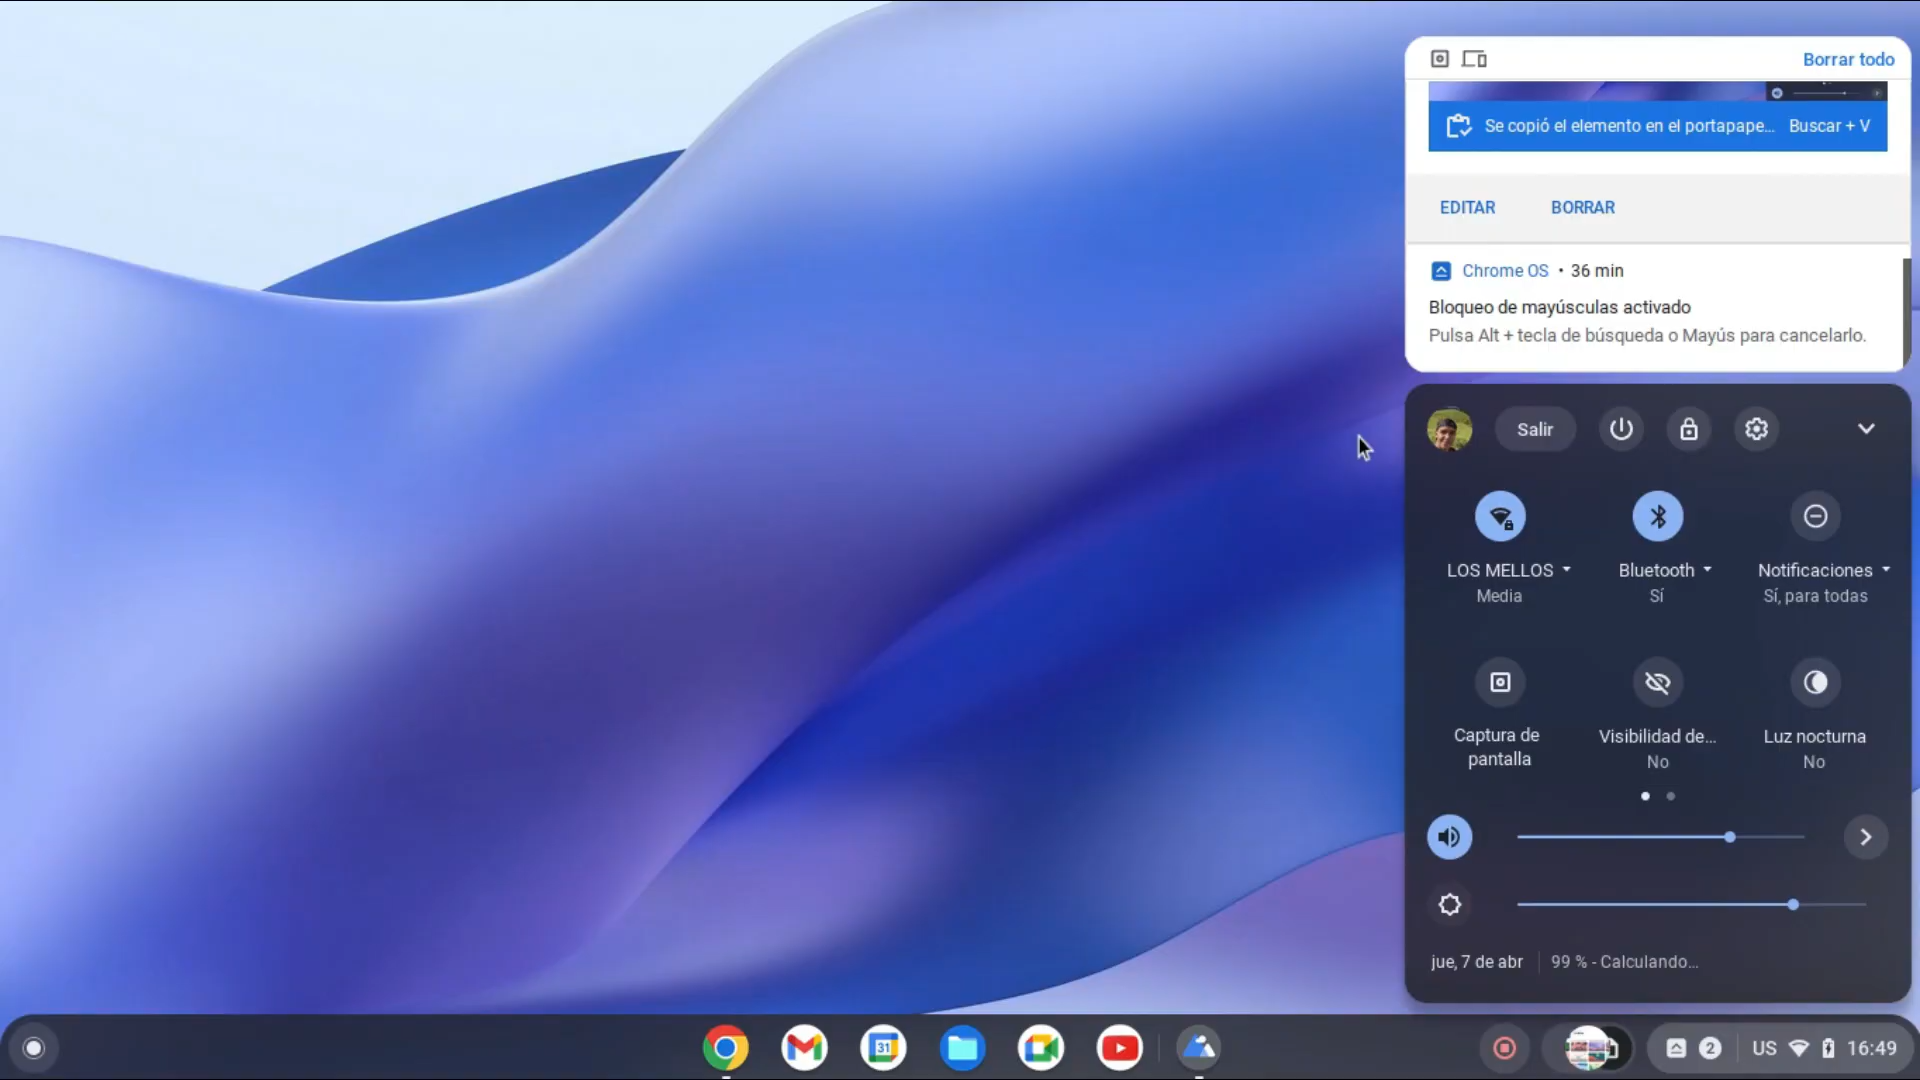 Borrar todo
Se copió el elemento en el portapape... Buscar + V
EDITAR BORRAR
Chrome OS • 36 min
Bloqueo de mayúsculas activado
Pulsa Alt + tecla de búsqueda o Mayús para cancelarlo.
Salir
LOS MELLOS Bluetooth Notificaciones
Media Sí Sí, para todas
Captura de pantalla Visibilidad de... Luz nocturna
No No
jue, 7 de abr 99 % - Calculando...
31 2 US 16:49